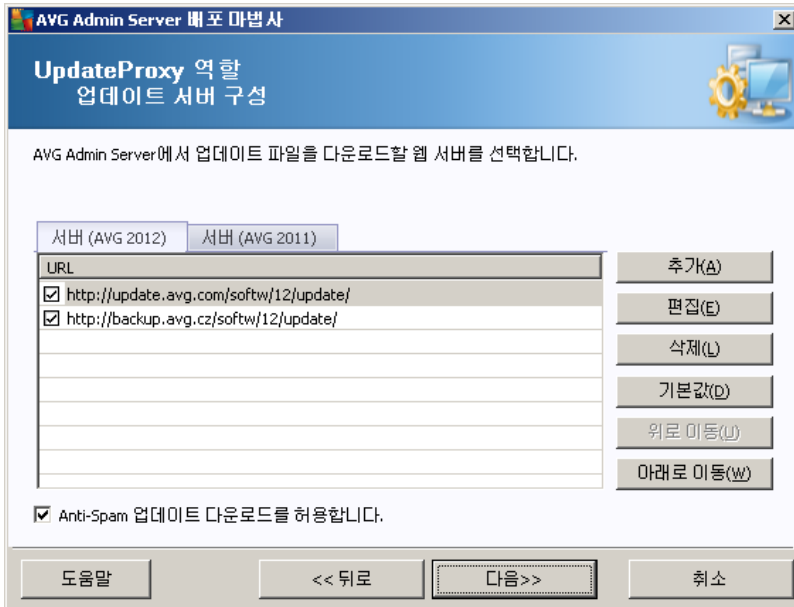 AVG Admin Server 배포 마법사
UpdateProxy 역할
업데이트 서버 구성
AVG Admin Server에서 업데이트 파일을 다운로드할 웹 서버를 선택합니다.
서버 (AVG 2012) 서버 (AVG 2011)
URL
http://update.avg.com/softw/12/update/
http://backup.avg.cz/softw/12/update/
추가(A)
편집(E)
삭제(L)
기본값(D)
위로 이동(U)
아래로 이동(W)
Anti-Spam 업데이트 다운로드를 허용합니다.
도움말 << 뒤로 다음>> 취소